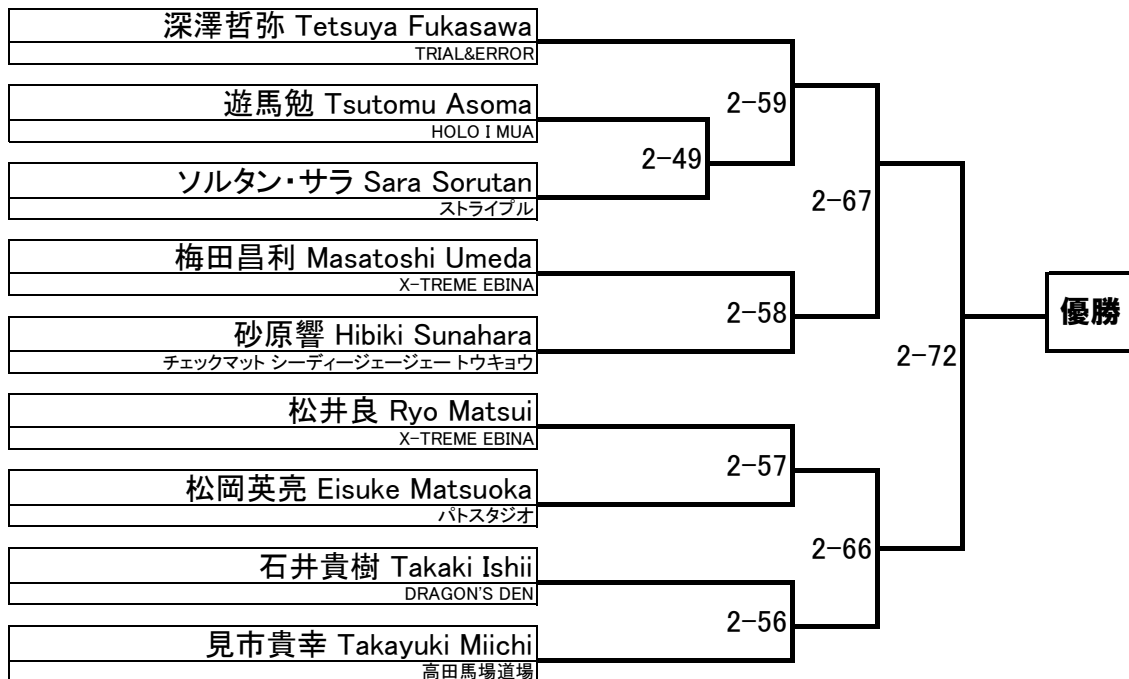 深澤哲弥 Tetsuya Fukasawa
TRIAL&ERROR
遊馬勉 Tsutomu Asoma
HOLO I MUA
ソルタン・サラ Sara Sorutan
ストライプル
梅田昌利 Masatoshi Umeda
X-TREME EBINA
砂原響 Hibiki Sunahara
チェックマット シーディージェージェー トウキョウ
松井良 Ryo Matsui
X-TREME EBINA
松岡英亮 Eisuke Matsuoka
パトスタジオ
石井貴樹 Takaki Ishii
DRAGON'S DEN
見市貴幸 Takayuki Miichi
高田馬場道場
2-49
2-59
2-58
2-57
2-56
2-67
2-66
2-72
優勝